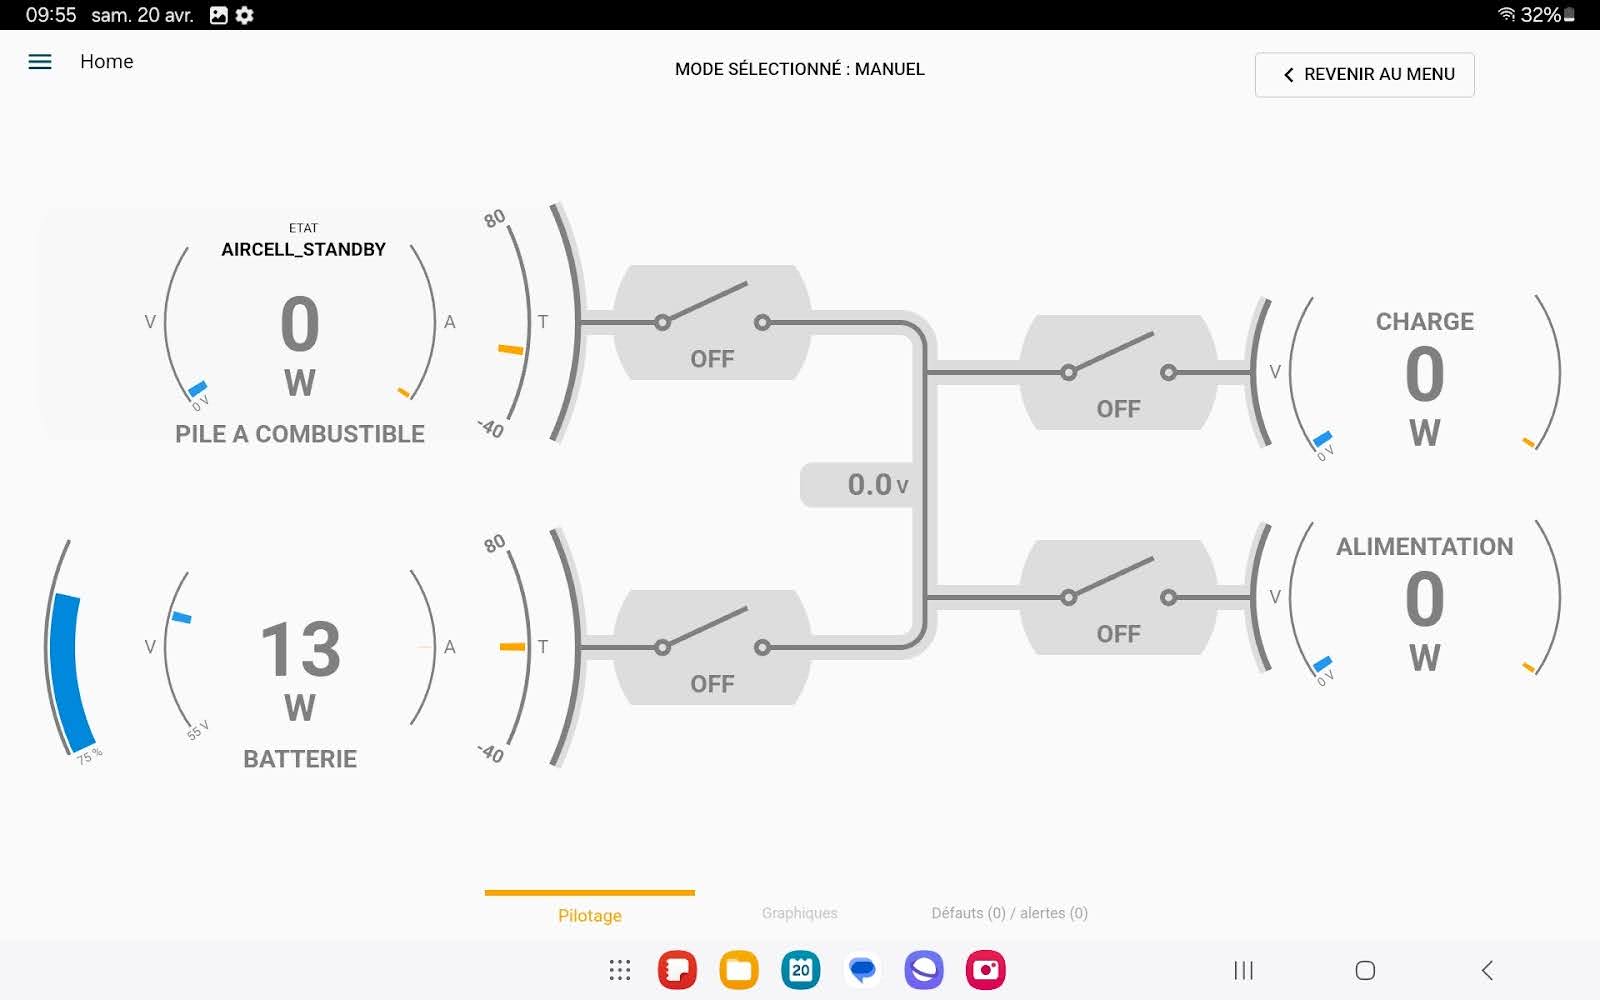 09:55 sam. 20 avr.
32%
Home
MODE SÉLECTIONNÉ : MANUEL
REVENIR AU MENU
ETAT
AIRCELL_STANDBY
V
0
W
A
0 V
PILE A COMBUSTIBLE
80
T
-40
OFF
OFF
V
CHARGE
0
W
0 V
0.0 V
75 %
V
13
W
A
55 V
BATTERIE
80
T
-40
OFF
OFF
V
ALIMENTATION
0
W
0 V
Pilotage
Graphiques
Défauts (0) / alertes (0)
20